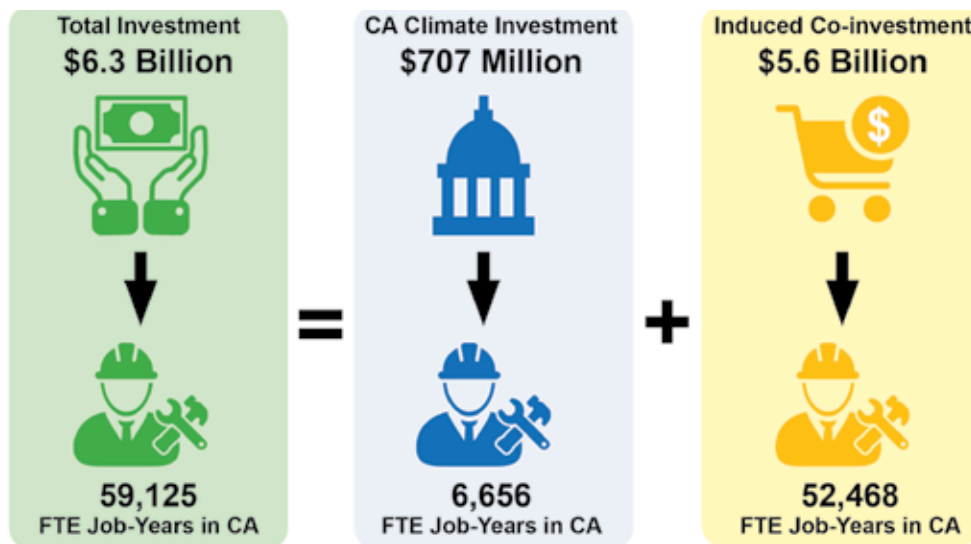 Total Investment
$6.3 Billion
59,125
FTE Job-Years in CA
=
CA Climate Investment
$707 Million
6,656
FTE Job-Years in CA
+
Induced Co-investment
$5.6 Billion
$
52,468
FTE Job-Years in CA